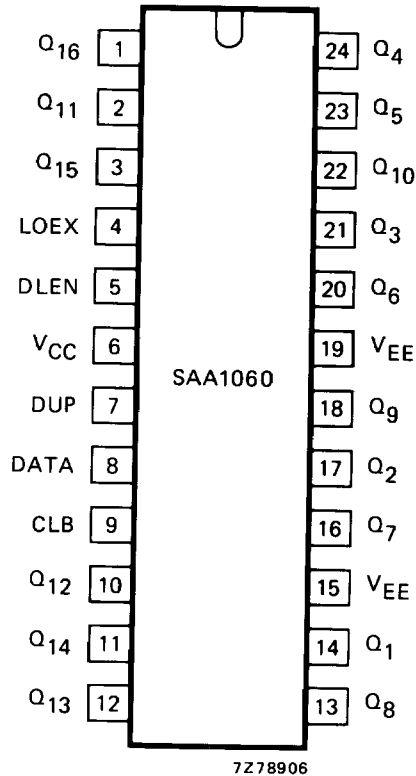 Q16 1 24 Q4
Q11 2 23 Q5
Q15 3 22 Q10
LOEX 4 21 Q3
DLEN 5 20 Q6
VCC 6 19 VEE
SAA1060
DUP 7 18 Q9
DATA 8 17 Q2
CLB 9 16 Q7
Q12 10 15 VEE
Q14 11 14 Q1
Q13 12 13 Q8
7Z78906